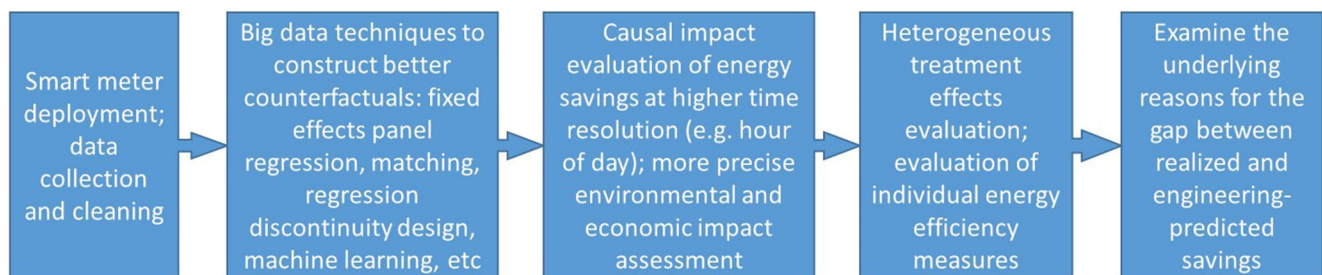 Smart meter
deployment;
data
collection
and cleaning
Big data techniques to
construct better
counterfactuals: fixed
effects panel
regression, matching,
regression
discontinuity design,
machine learning, etc
Causal impact
evaluation of energy
savings at higher time
resolution (e.g. hour
of day); more precise
environmental and
economic impact
assessment
Heterogeneous
treatment
effects
evaluation;
evaluation of
individual energy
efficiency
measures
Examine the
underlying
reasons for the
gap between
realized and
engineering-
predicted
savings